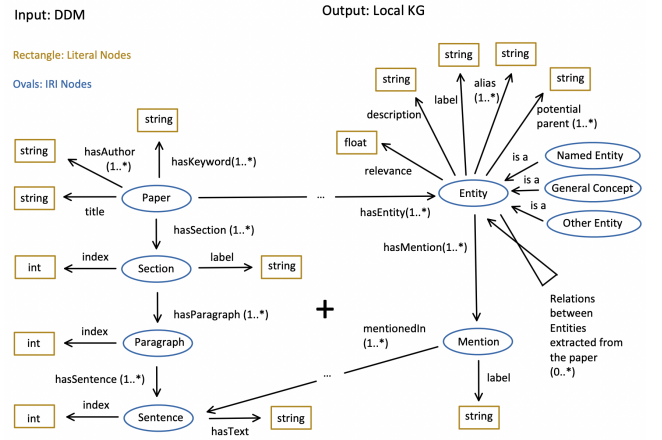 Input: DDM
Output: Local KG
Rectangle: Literal Nodes
Ovals: IRI Nodes
string
string
string
string
string
description
label
alias
(1..*)
potential
parent (1..*)
float
relevance
string
hasAuthor
(1..*)
hasKeyword(1..*)
string
title
Paper
...
hasEntity(1..*)
Entity
is a
Named Entity
is a
General Concept
is a
Other Entity
hasSection (1..*)
hasMention(1..*)
int
index
Section
label
string
hasParagraph (1..*)
+
Relations
between
Entities
extracted from
the paper
(0..*)
int
index
Paragraph
mentionedIn
(1..*)
Mention
hasSentence (1..*)
...
label
int
index
Sentence
hasText
string
string